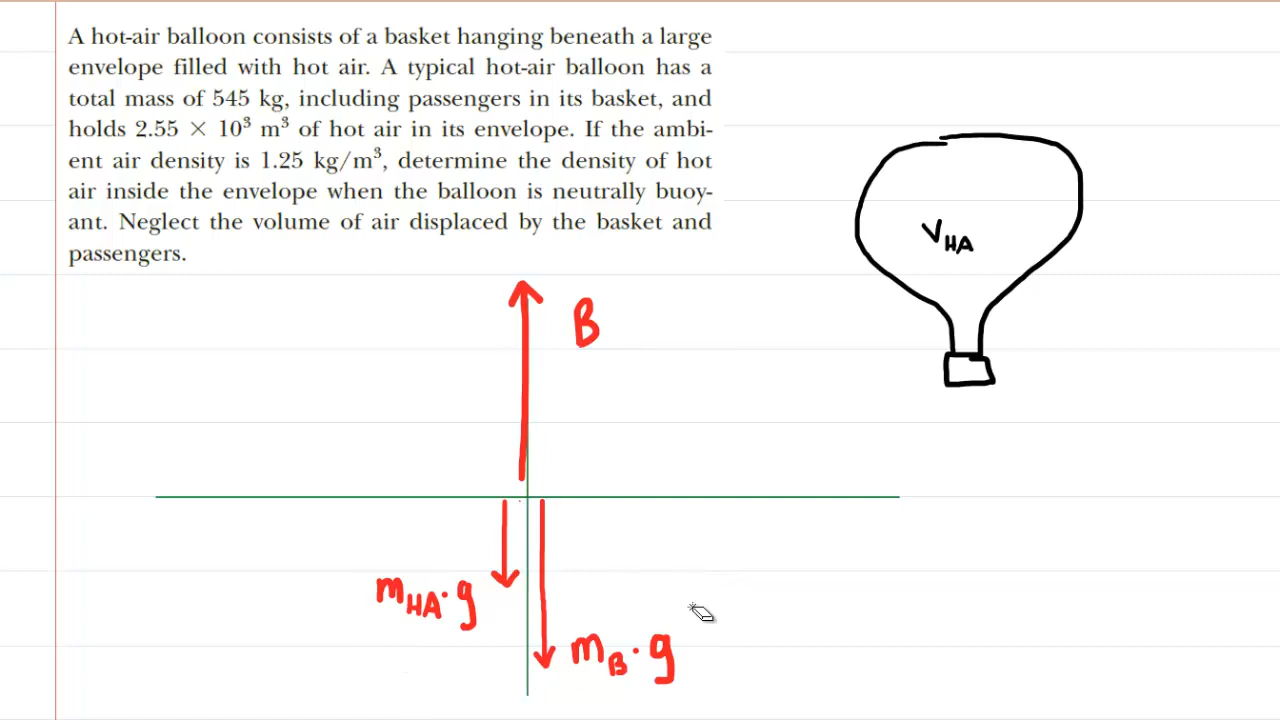 A hot-air balloon consists of a basket hanging beneath a large
envelope filled with hot air. A typical hot-air balloon has a
total mass of 545 kg, including passengers in its basket, and
holds 2.55 × 10³ m³ of hot air in its envelope. If the ambi-
ent air density is 1.25 kg/m³, determine the density of hot
air inside the envelope when the balloon is neutrally buoy-
ant. Neglect the volume of air displaced by the basket and
passengers.
V_HA
B
m_HA · g
m_B · g